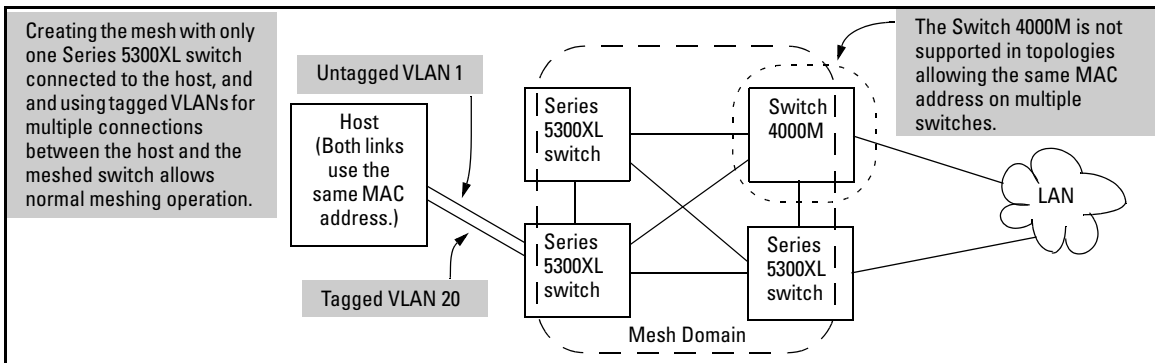 Creating the mesh with only
one Series 5300XL switch
connected to the host, and
and using tagged VLANs for
multiple connections
between the host and the
meshed switch allows
normal meshing operation.
Untagged VLAN 1
Host
(Both links
use the
same MAC
address.)
Tagged VLAN 20
Series
5300XL
switch
Switch
4000M
Series
5300XL
switch
Series
5300XL
switch
Mesh Domain
The Switch 4000M is not
supported in topologies
allowing the same MAC
address on multiple
switches.
LAN